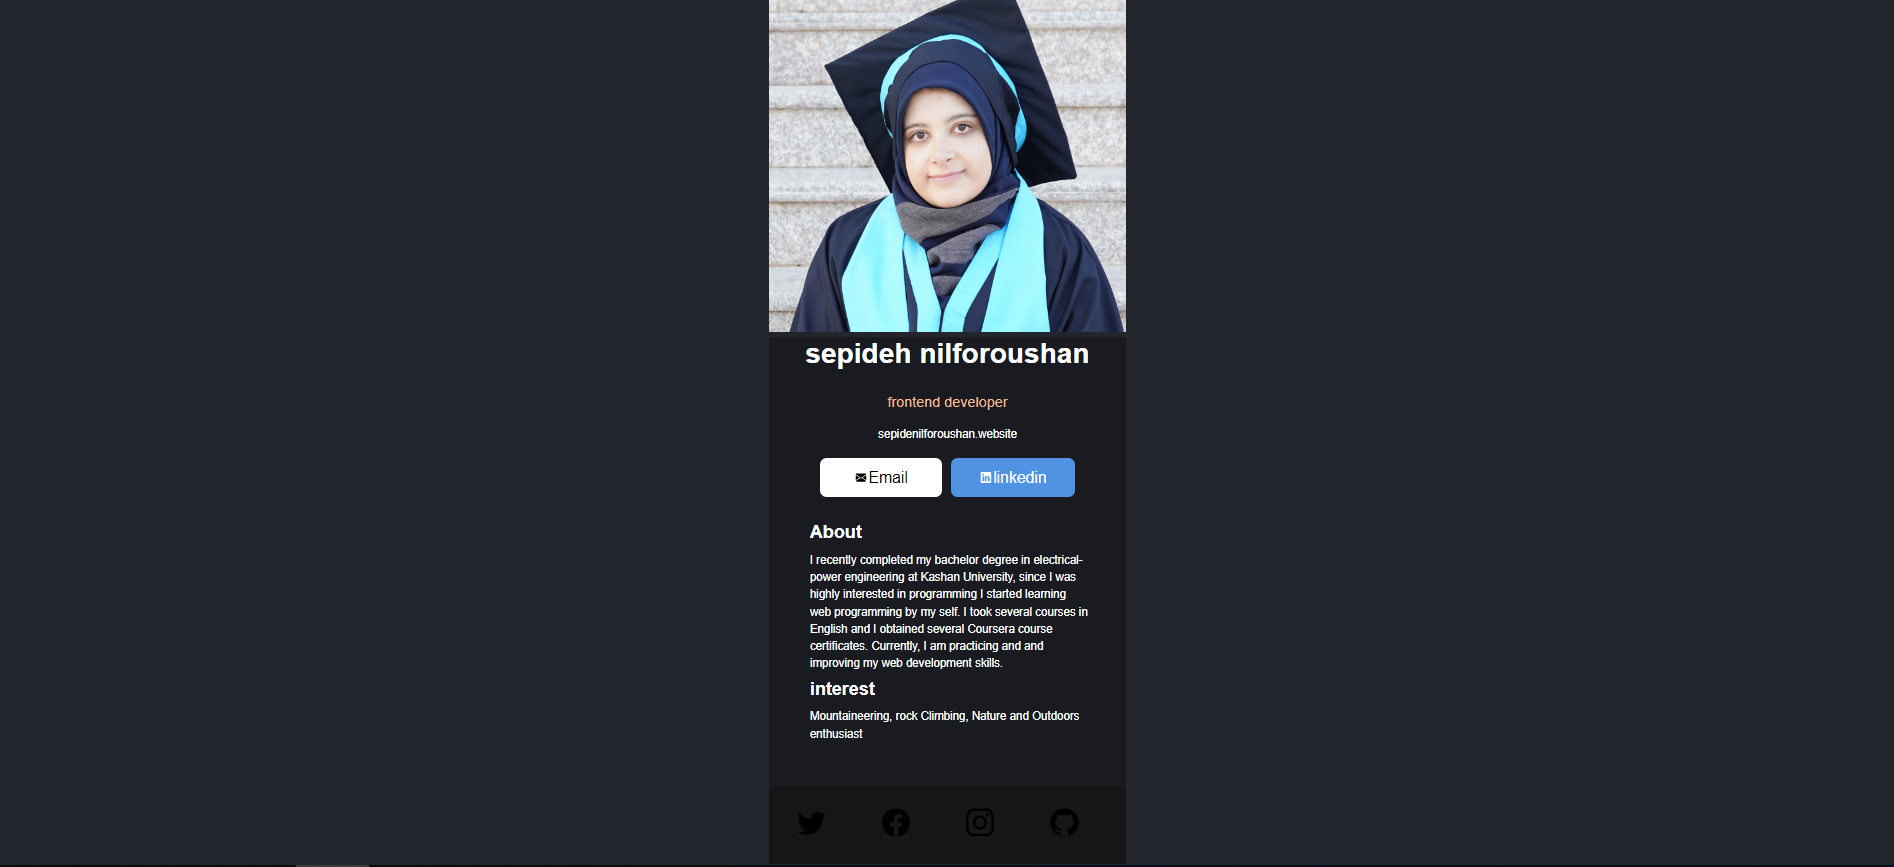 sepideh nilforoushan
frontend developer
sepidenilforoushan.website
Email
linkedin
About
I recently completed my bachelor degree in electrical-
power engineering at Kashan University, since I was
highly interested in programming I started learning
web programming by my self. I took several courses in
English and I obtained several Coursera course
certificates. Currently, I am practicing and and
improving my web development skills.
interest
Mountaineering, rock Climbing, Nature and Outdoors
enthusiast